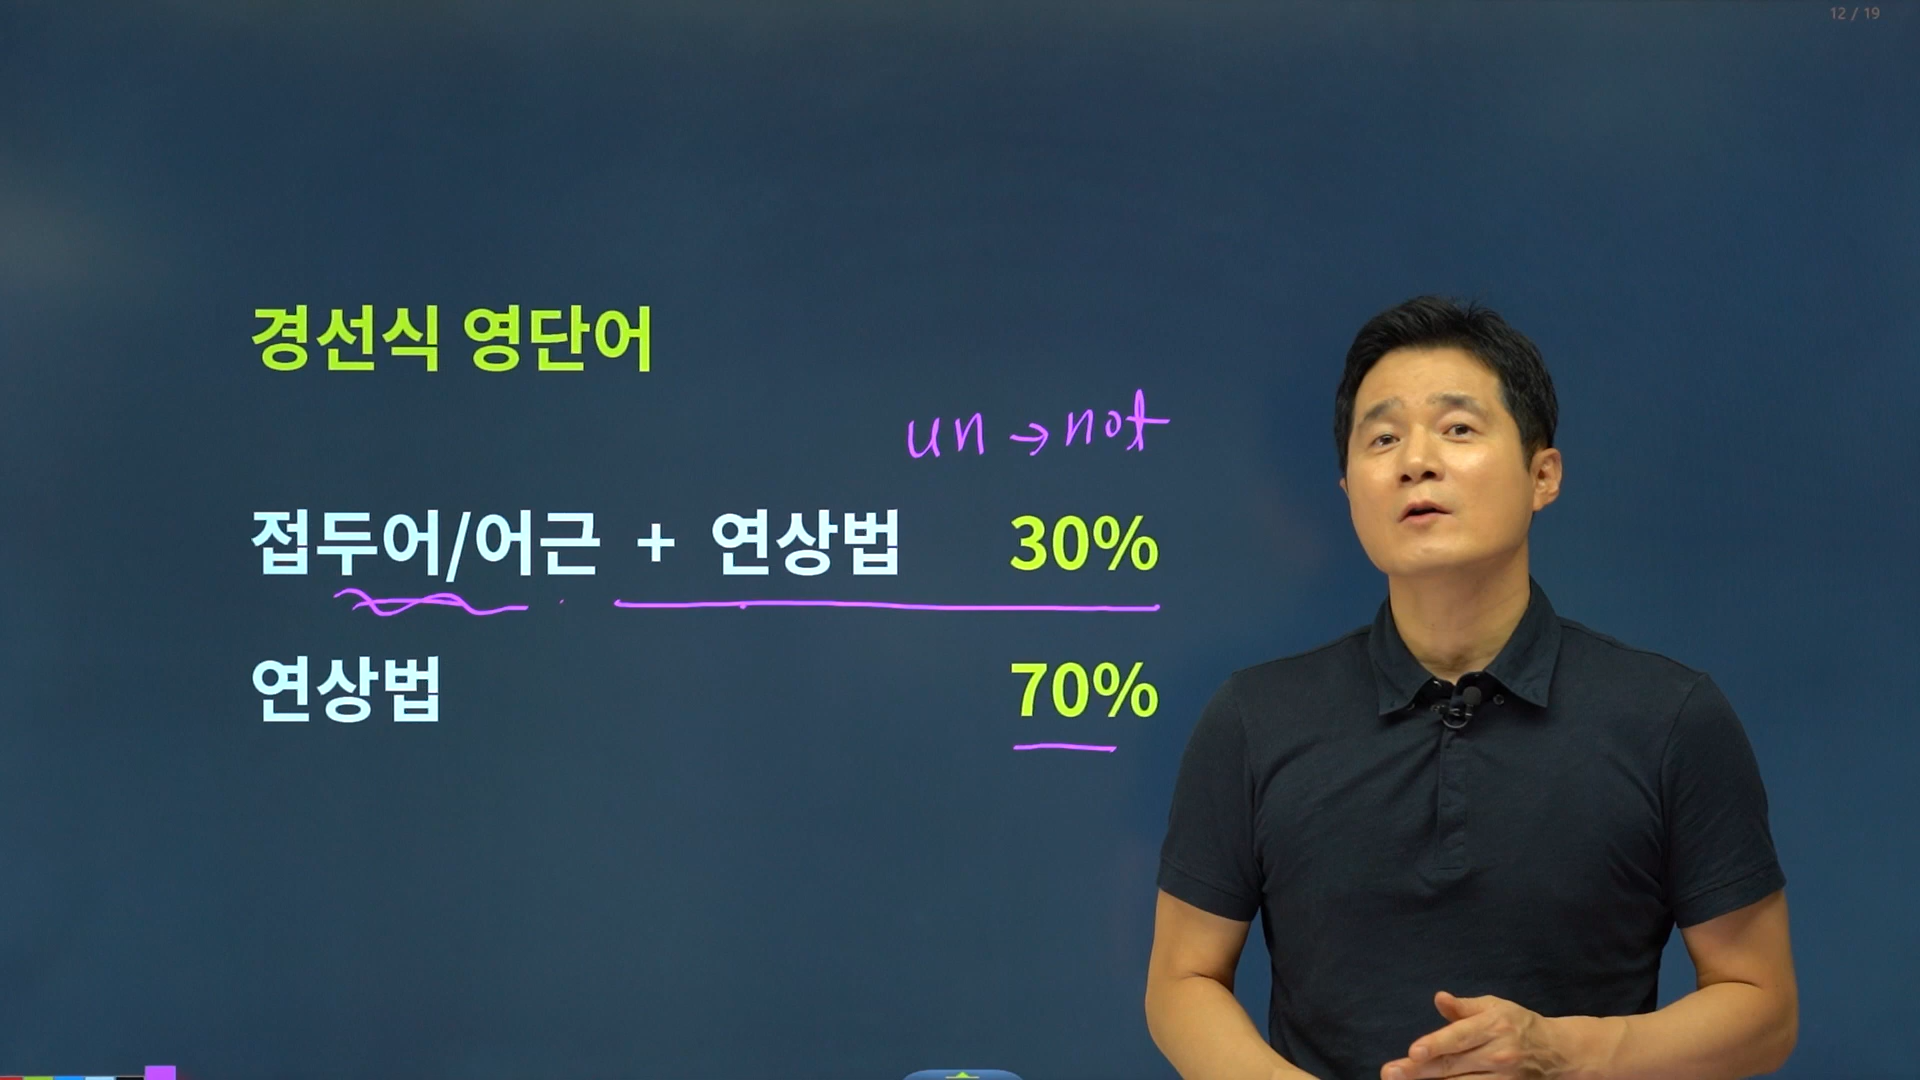 12 / 19
경선식 영단어
un → not
접두어/어근 + 연상법 30%
연상법 70%